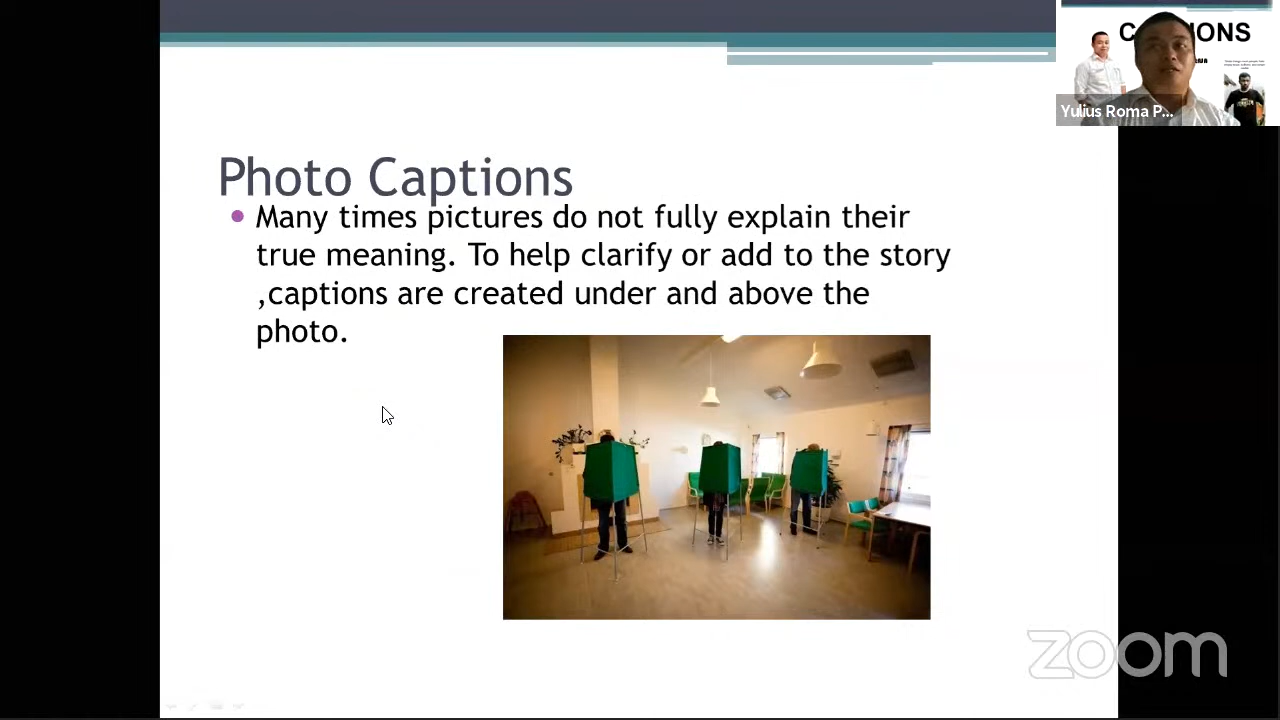 CAPTIONS
Yulius Roma P...
Photo Captions
Many times pictures do not fully explain their
true meaning. To help clarify or add to the story
,captions are created under and above the
photo.
zoom